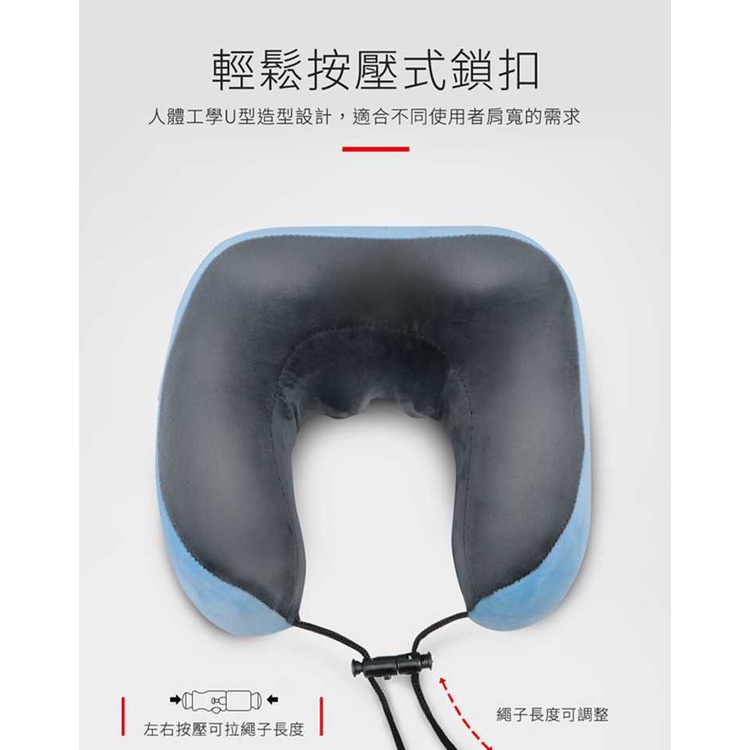 輕鬆按壓式鎖扣
人體工學U型造型設計，適合不同使用者肩寬的需求
左右按壓可拉繩子長度
繩子長度可調整